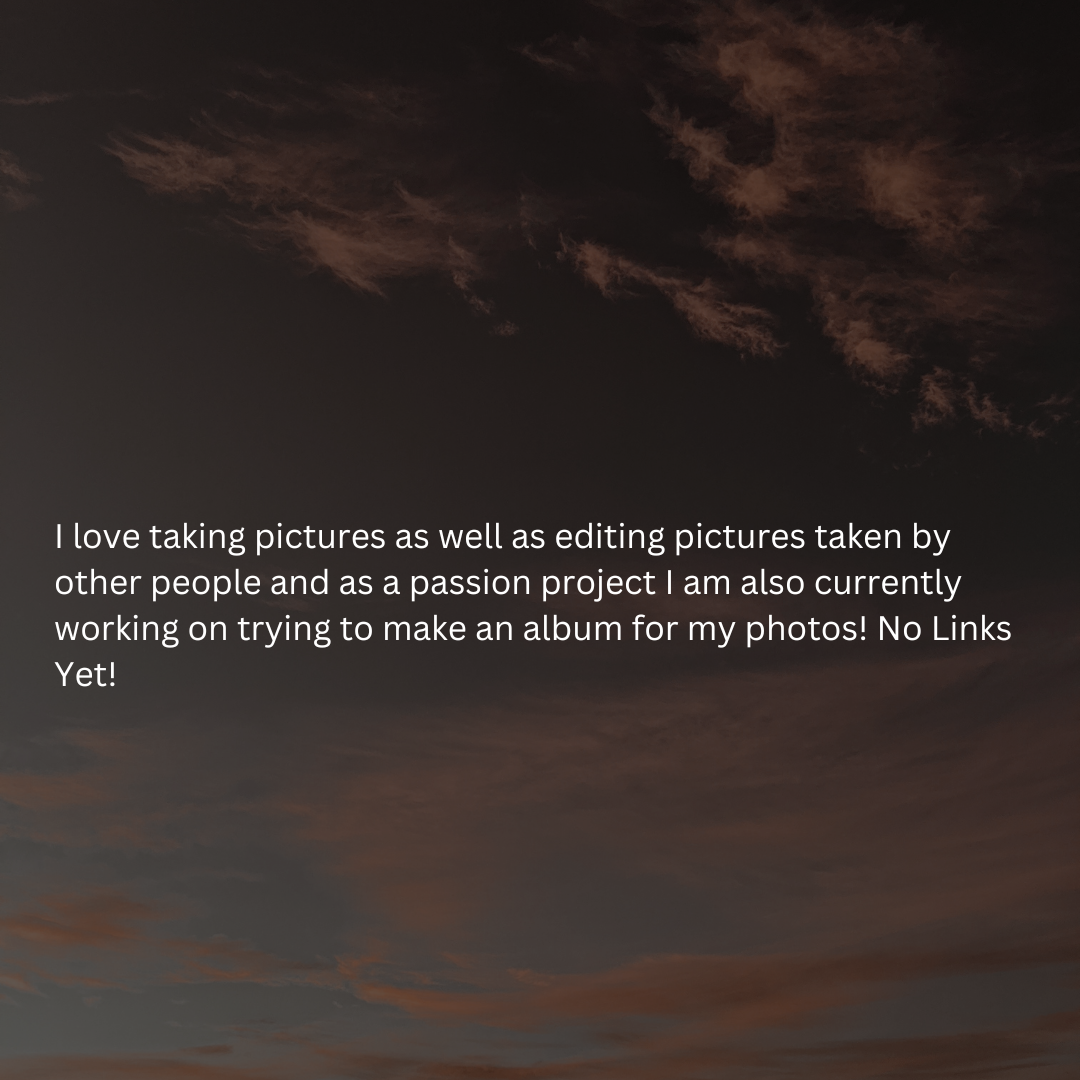 I love taking pictures as well as editing pictures taken by
other people and as a passion project I am also currently
working on trying to make an album for my photos! No Links
Yet!